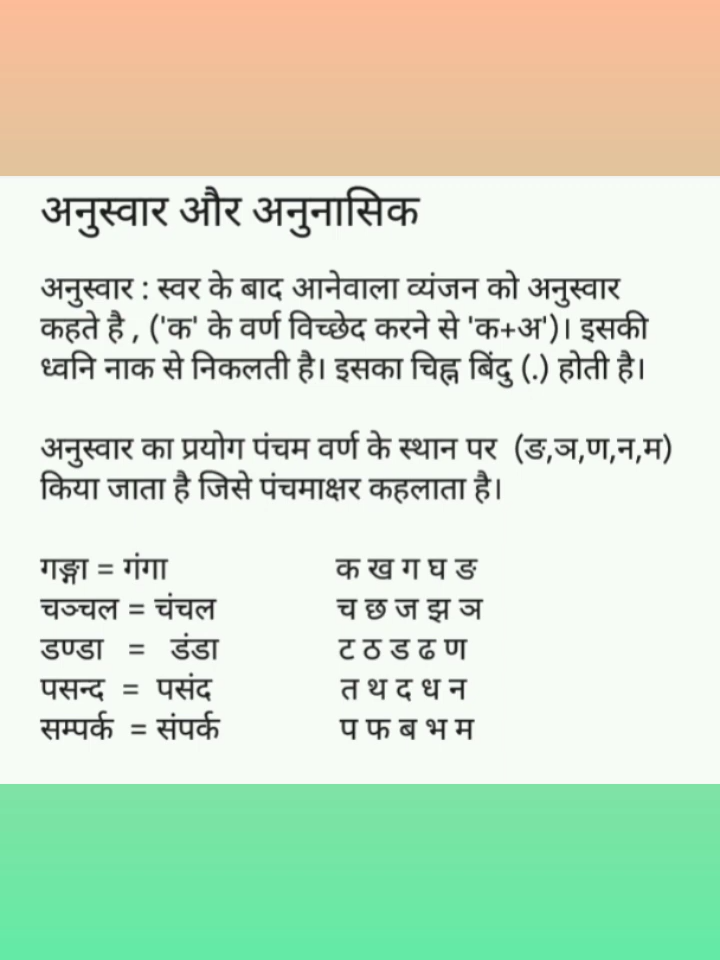 अनुस्वार और अनुनासिक
अनुस्वार : स्वर के बाद आनेवाला व्यंजन को अनुस्वार
कहते है , ('क' के वर्ण विच्छेद करने से 'क+अ')। इसकी
ध्वनि नाक से निकलती है। इसका चिह्न बिंदु (.) होती है।
अनुस्वार का प्रयोग पंचम वर्ण के स्थान पर (ङ,ञ,ण,न,म)
किया जाता है जिसे पंचमाक्षर कहलाता है।
गङ्गा = गंगा क ख ग घ ङ
चञ्चल = चंचल च छ ज झ ञ
डण्डा = डंडा ट ठ ड ढ ण
पसन्द = पसंद त थ द ध न
सम्पर्क = संपर्क प फ ब भ म